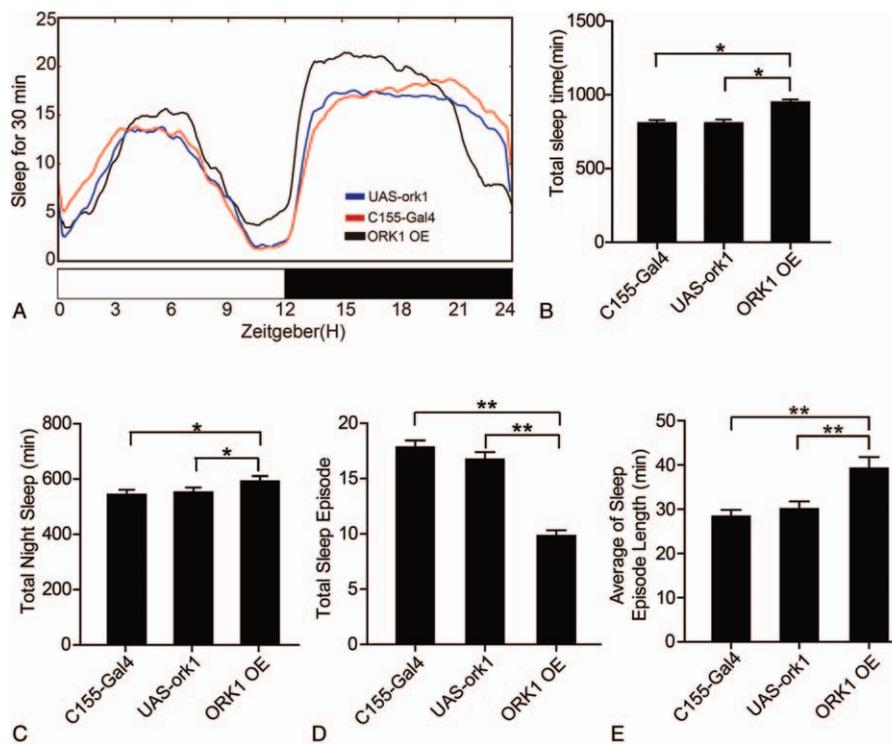 25
20
15
10
5
0
Sleep for 30 min
UAS-ork1
C155-Gal4
ORK1 OE
0 3 6 9 12 15 18 21 24
Zeitgeber(H)
A
1500
1000
500
0
Total sleep time(min)
*
*
C155-Gal4
UAS-ork1
ORK1 OE
B
800
600
400
200
0
Total Night Sleep (min)
*
*
C155-Gal4
UAS-ork1
ORK1 OE
C
20
15
10
5
0
Total Sleep Episode
**
**
C155-Gal4
UAS-ork1
ORK1 OE
D
50
40
30
20
10
0
Average of Sleep
Episode Length (min)
**
**
C155-Gal4
UAS-ork1
ORK1 OE
E